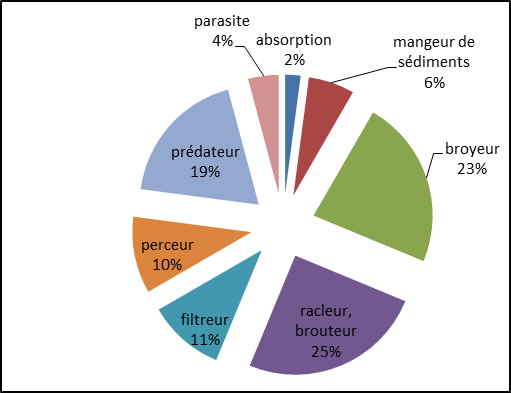 parasite
4%
absorption
2%
mangeur de
sédiments
6%
broyeur
23%
racleur,
brouteur
25%
filtreur
11%
perceur
10%
prédateur
19%